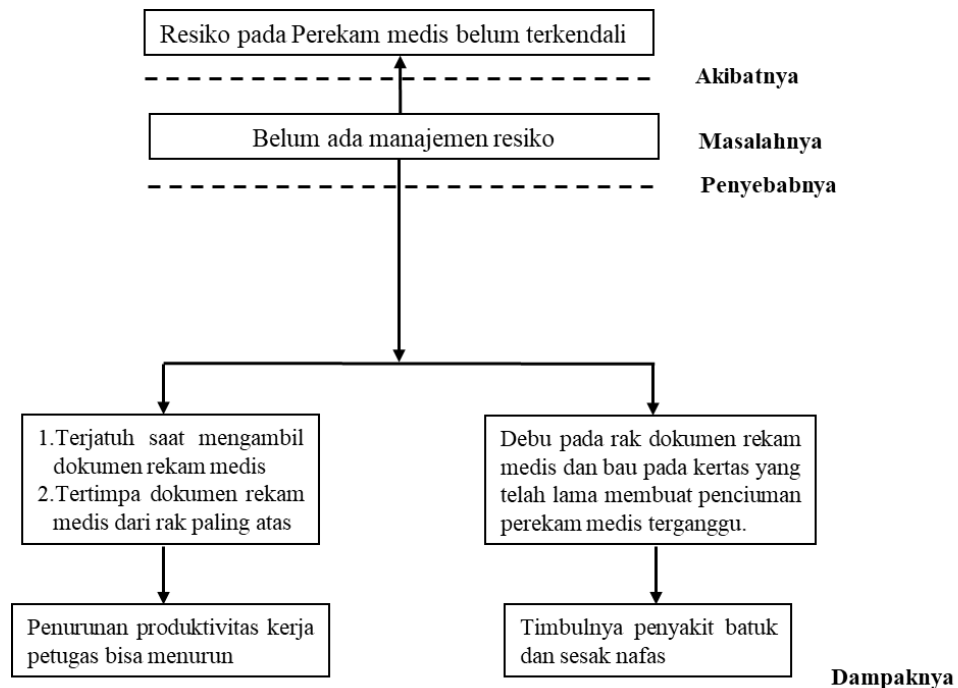 Resiko pada Perekam medis belum terkendali
Akibatnya
Belum ada manajemen resiko
Masalahnya
Penyebabnya
1.Terjatuh saat mengambil
dokumen rekam medis
2.Tertimpa dokumen rekam
medis dari rak paling atas
Debu pada rak dokumen rekam
medis dan bau pada kertas yang
telah lama membuat penciuman
perekam medis terganggu.
Penurunan produktivitas kerja
petugas bisa menurun
Timbulnya penyakit batuk
dan sesak nafas
Dampaknya